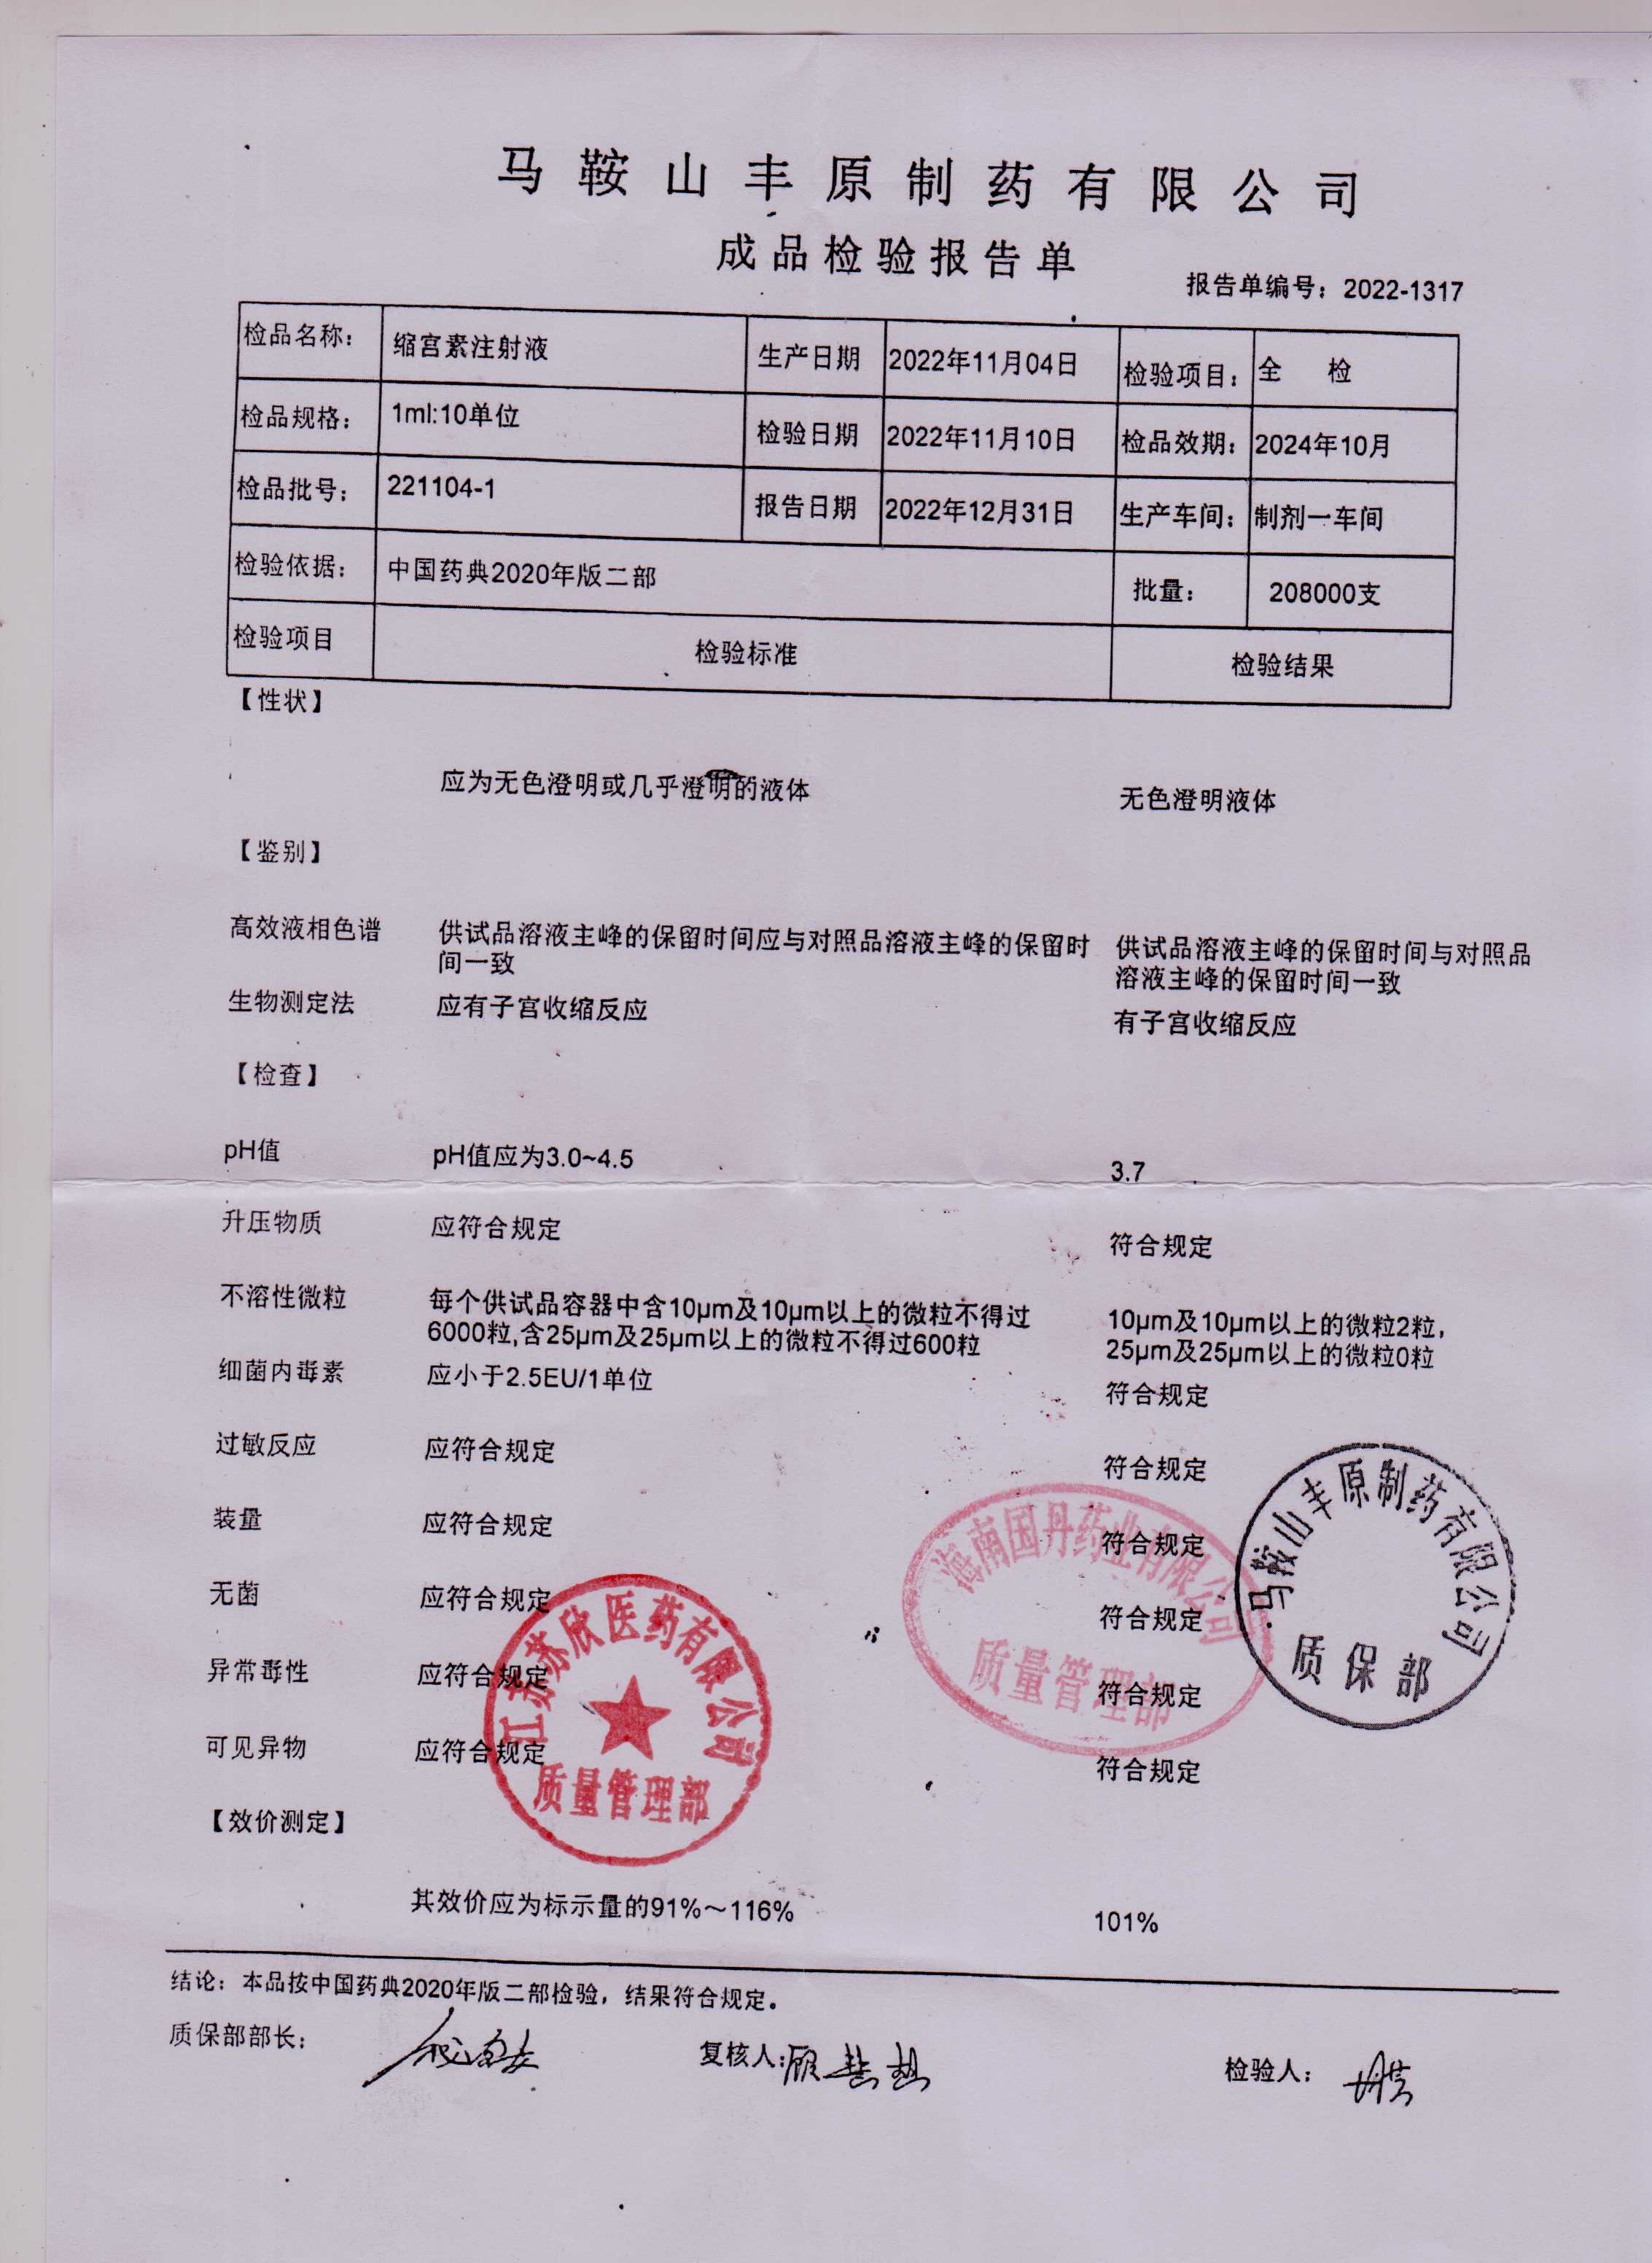 马鞍山丰原制药有限公司
成品检验报告单
报告单编号：2022-1317
检品名称： 缩宫素注射液 生产日期 2022年11月04日 检验项目： 全 检
检品规格： 1ml:10单位 检验日期 2022年11月10日 检品效期： 2024年10月
检品批号： 221104-1 报告日期 2022年12月31日 生产车间： 制剂一车间
检验依据： 中国药典2020年版二部 批量： 208000支
检验项目 检验标准 检验结果
【性状】
应为无色澄明或几乎澄明的液体 无色澄明液体
【鉴别】
高效液相色谱 供试品溶液主峰的保留时间应与对照品溶液主峰的保留时 供试品溶液主峰的保留时间与对照品
间一致 溶液主峰的保留时间一致
生物测定法 应有子宫收缩反应 有子宫收缩反应
【检查】
pH值 pH值应为3.0~4.5 3.7
升压物质 应符合规定 符合规定
不溶性微粒 每个供试品容器中含10μm及10μm以上的微粒不得过 10μm及10μm以上的微粒2粒，
6000粒,含25μm及25μm以上的微粒不得过600粒 25μm及25μm以上的微粒0粒
细菌内毒素 应小于2.5EU/1单位 符合规定
过敏反应 应符合规定 符合规定
装量 应符合规定 符合规定
无菌 应符合规定 符合规定
异常毒性 应符合规定 符合规定
可见异物 应符合规定 符合规定
马鞍山丰原制药有限公司
质保部
海南国丹药业有限公司
质量管理部
江苏苏欣医药有限公司
质量管理部
【效价测定】
其效价应为标示量的91%～116% 101%
结论：本品按中国药典2020年版二部检验，结果符合规定。
质保部部长： 复核人： 检验人：